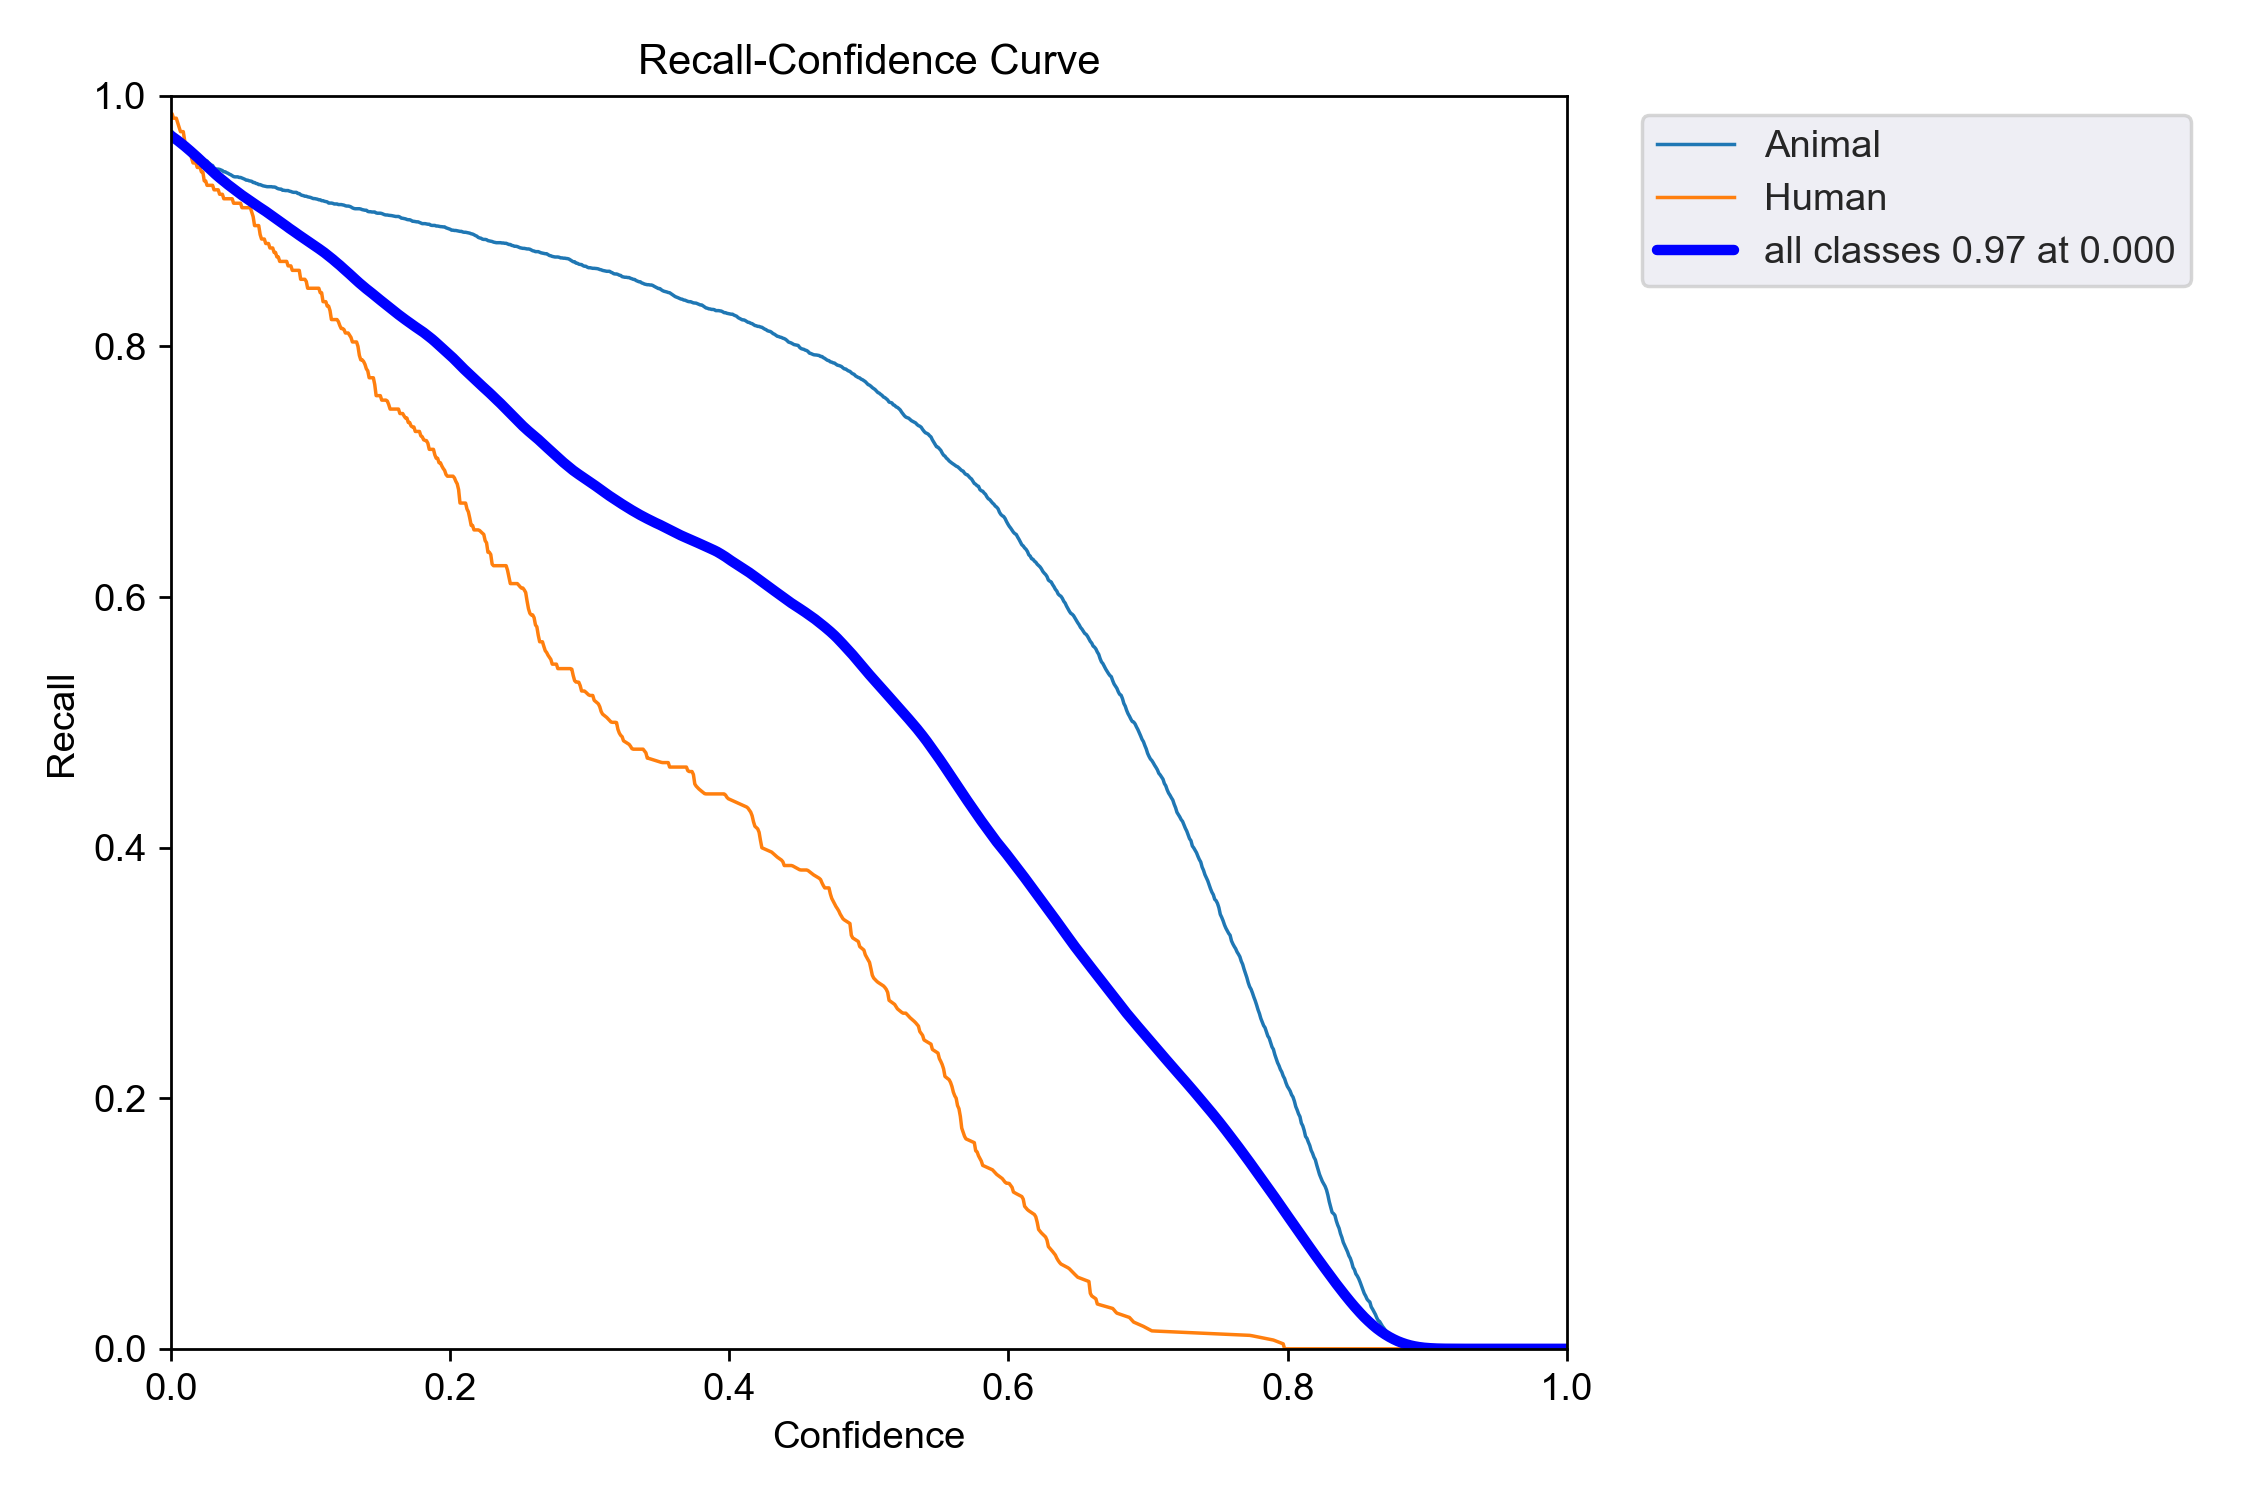 Recall-Confidence Curve
1.0
0.8
0.6
0.4
0.2
0.0
Recall
0.0 0.2 0.4 0.6 0.8 1.0
Confidence
Animal
Human
all classes 0.97 at 0.000